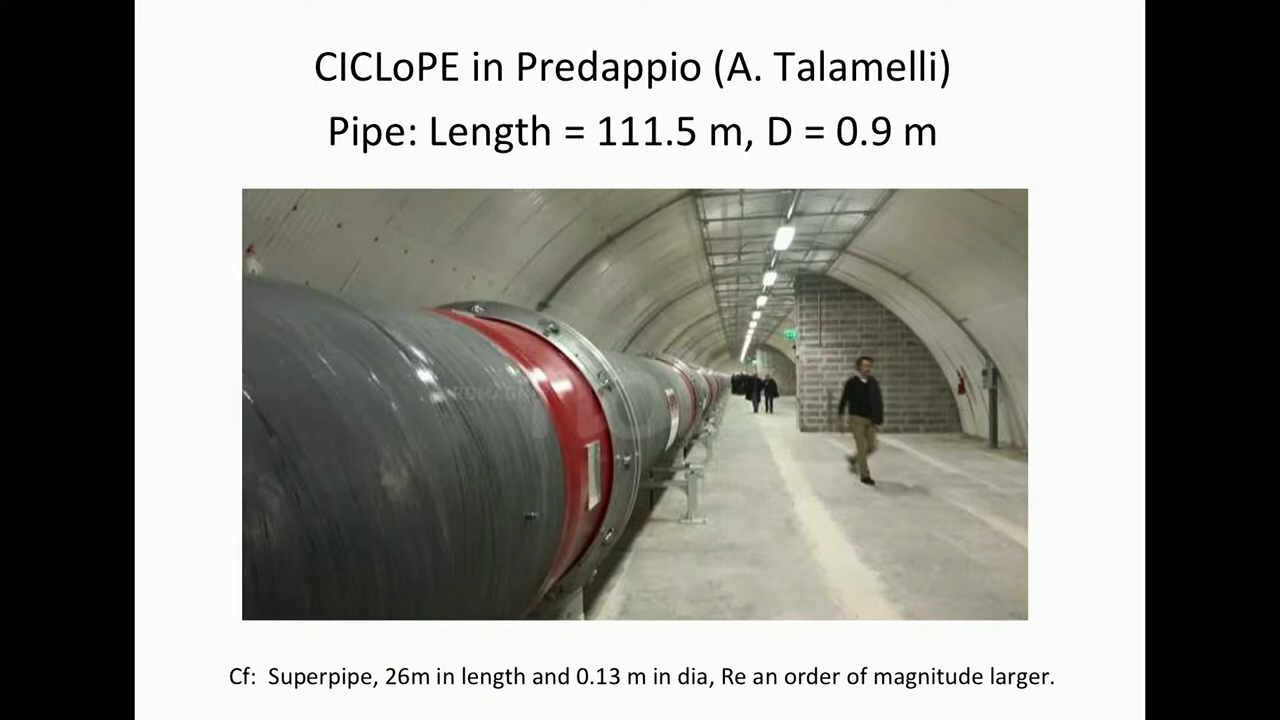 CICLoPE in Predappio (A. Talamelli)
Pipe: Length = 111.5 m, D = 0.9 m
Cf: Superpipe, 26m in length and 0.13 m in dia, Re an order of magnitude larger.